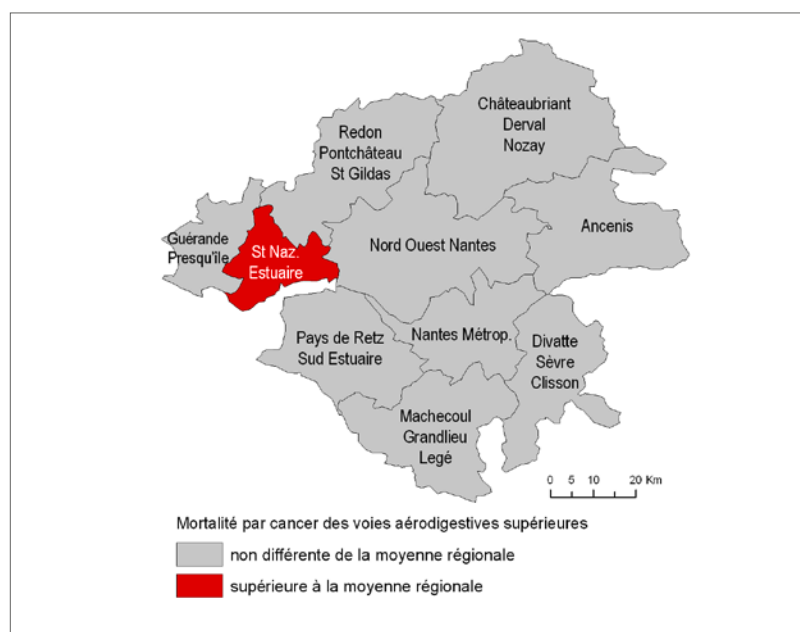 Châteaubriant
Derval
Nozay
Redon
Pontchâteau
St Gildas
Ancenis
Guérande
Presqu'île
St Naz.
Estuaire
Nord Ouest Nantes
Pays de Retz
Sud Estuaire
Nantes Métrop.
Divatte
Sèvre
Clisson
Machecoul
Grandlieu
Legé
0 5 10 20 Km
Mortalité par cancer des voies aérodigestives supérieures
non différente de la moyenne régionale
supérieure à la moyenne régionale